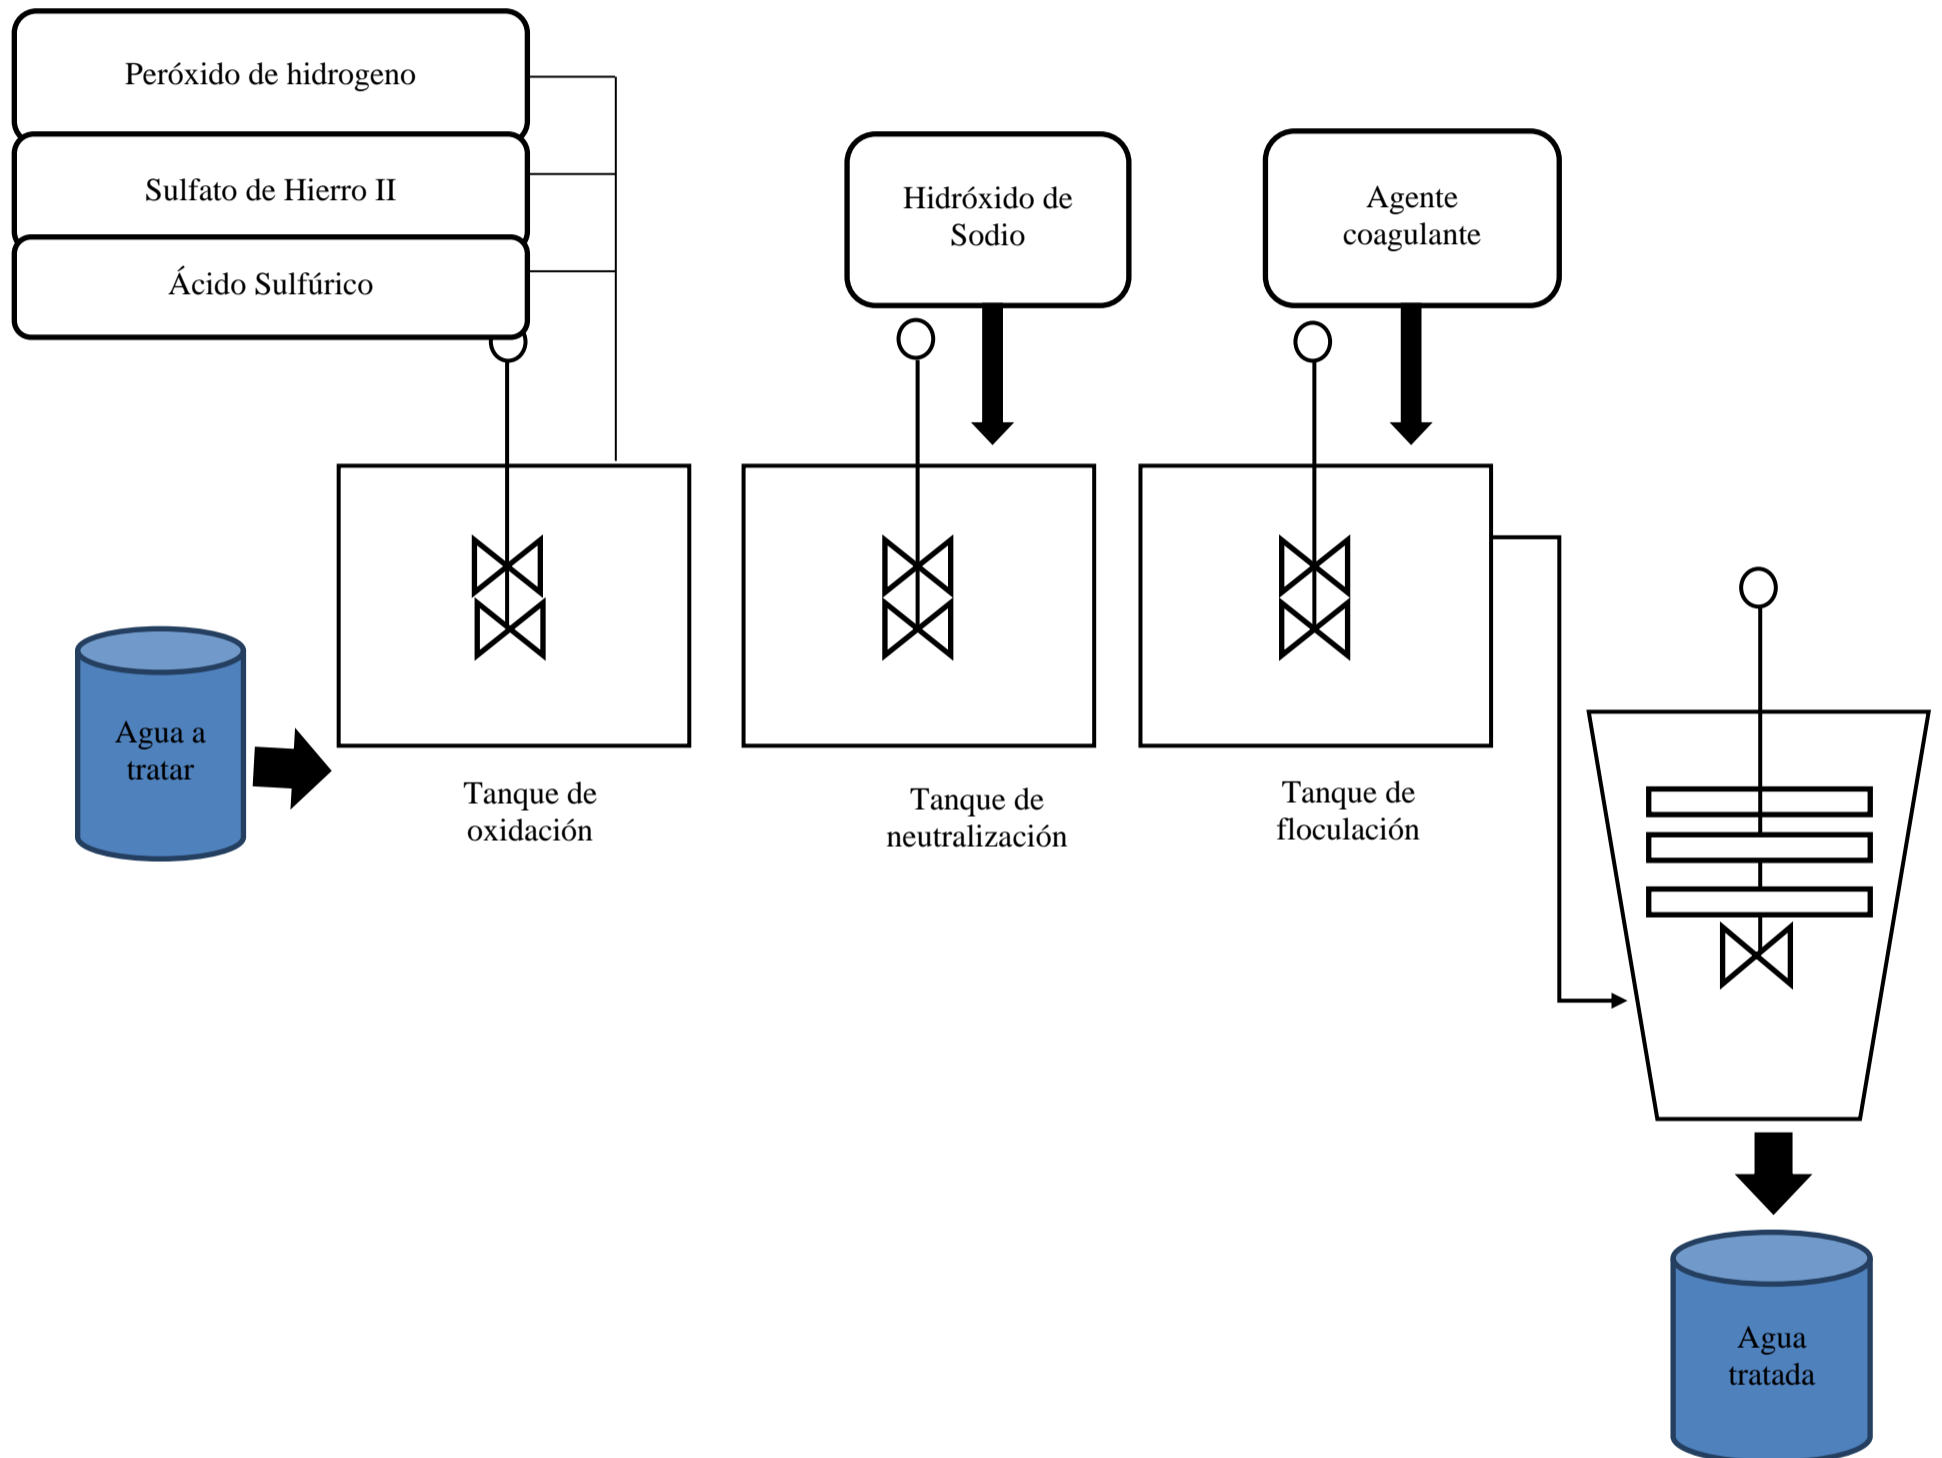 Peróxido de hidrogeno
Sulfato de Hierro II
Ácido Sulfúrico
Hidróxido de
Sodio
Agente
coagulante
Agua a
tratar
Tanque de
oxidación
Tanque de
neutralización
Tanque de
floculación
Agua
tratada